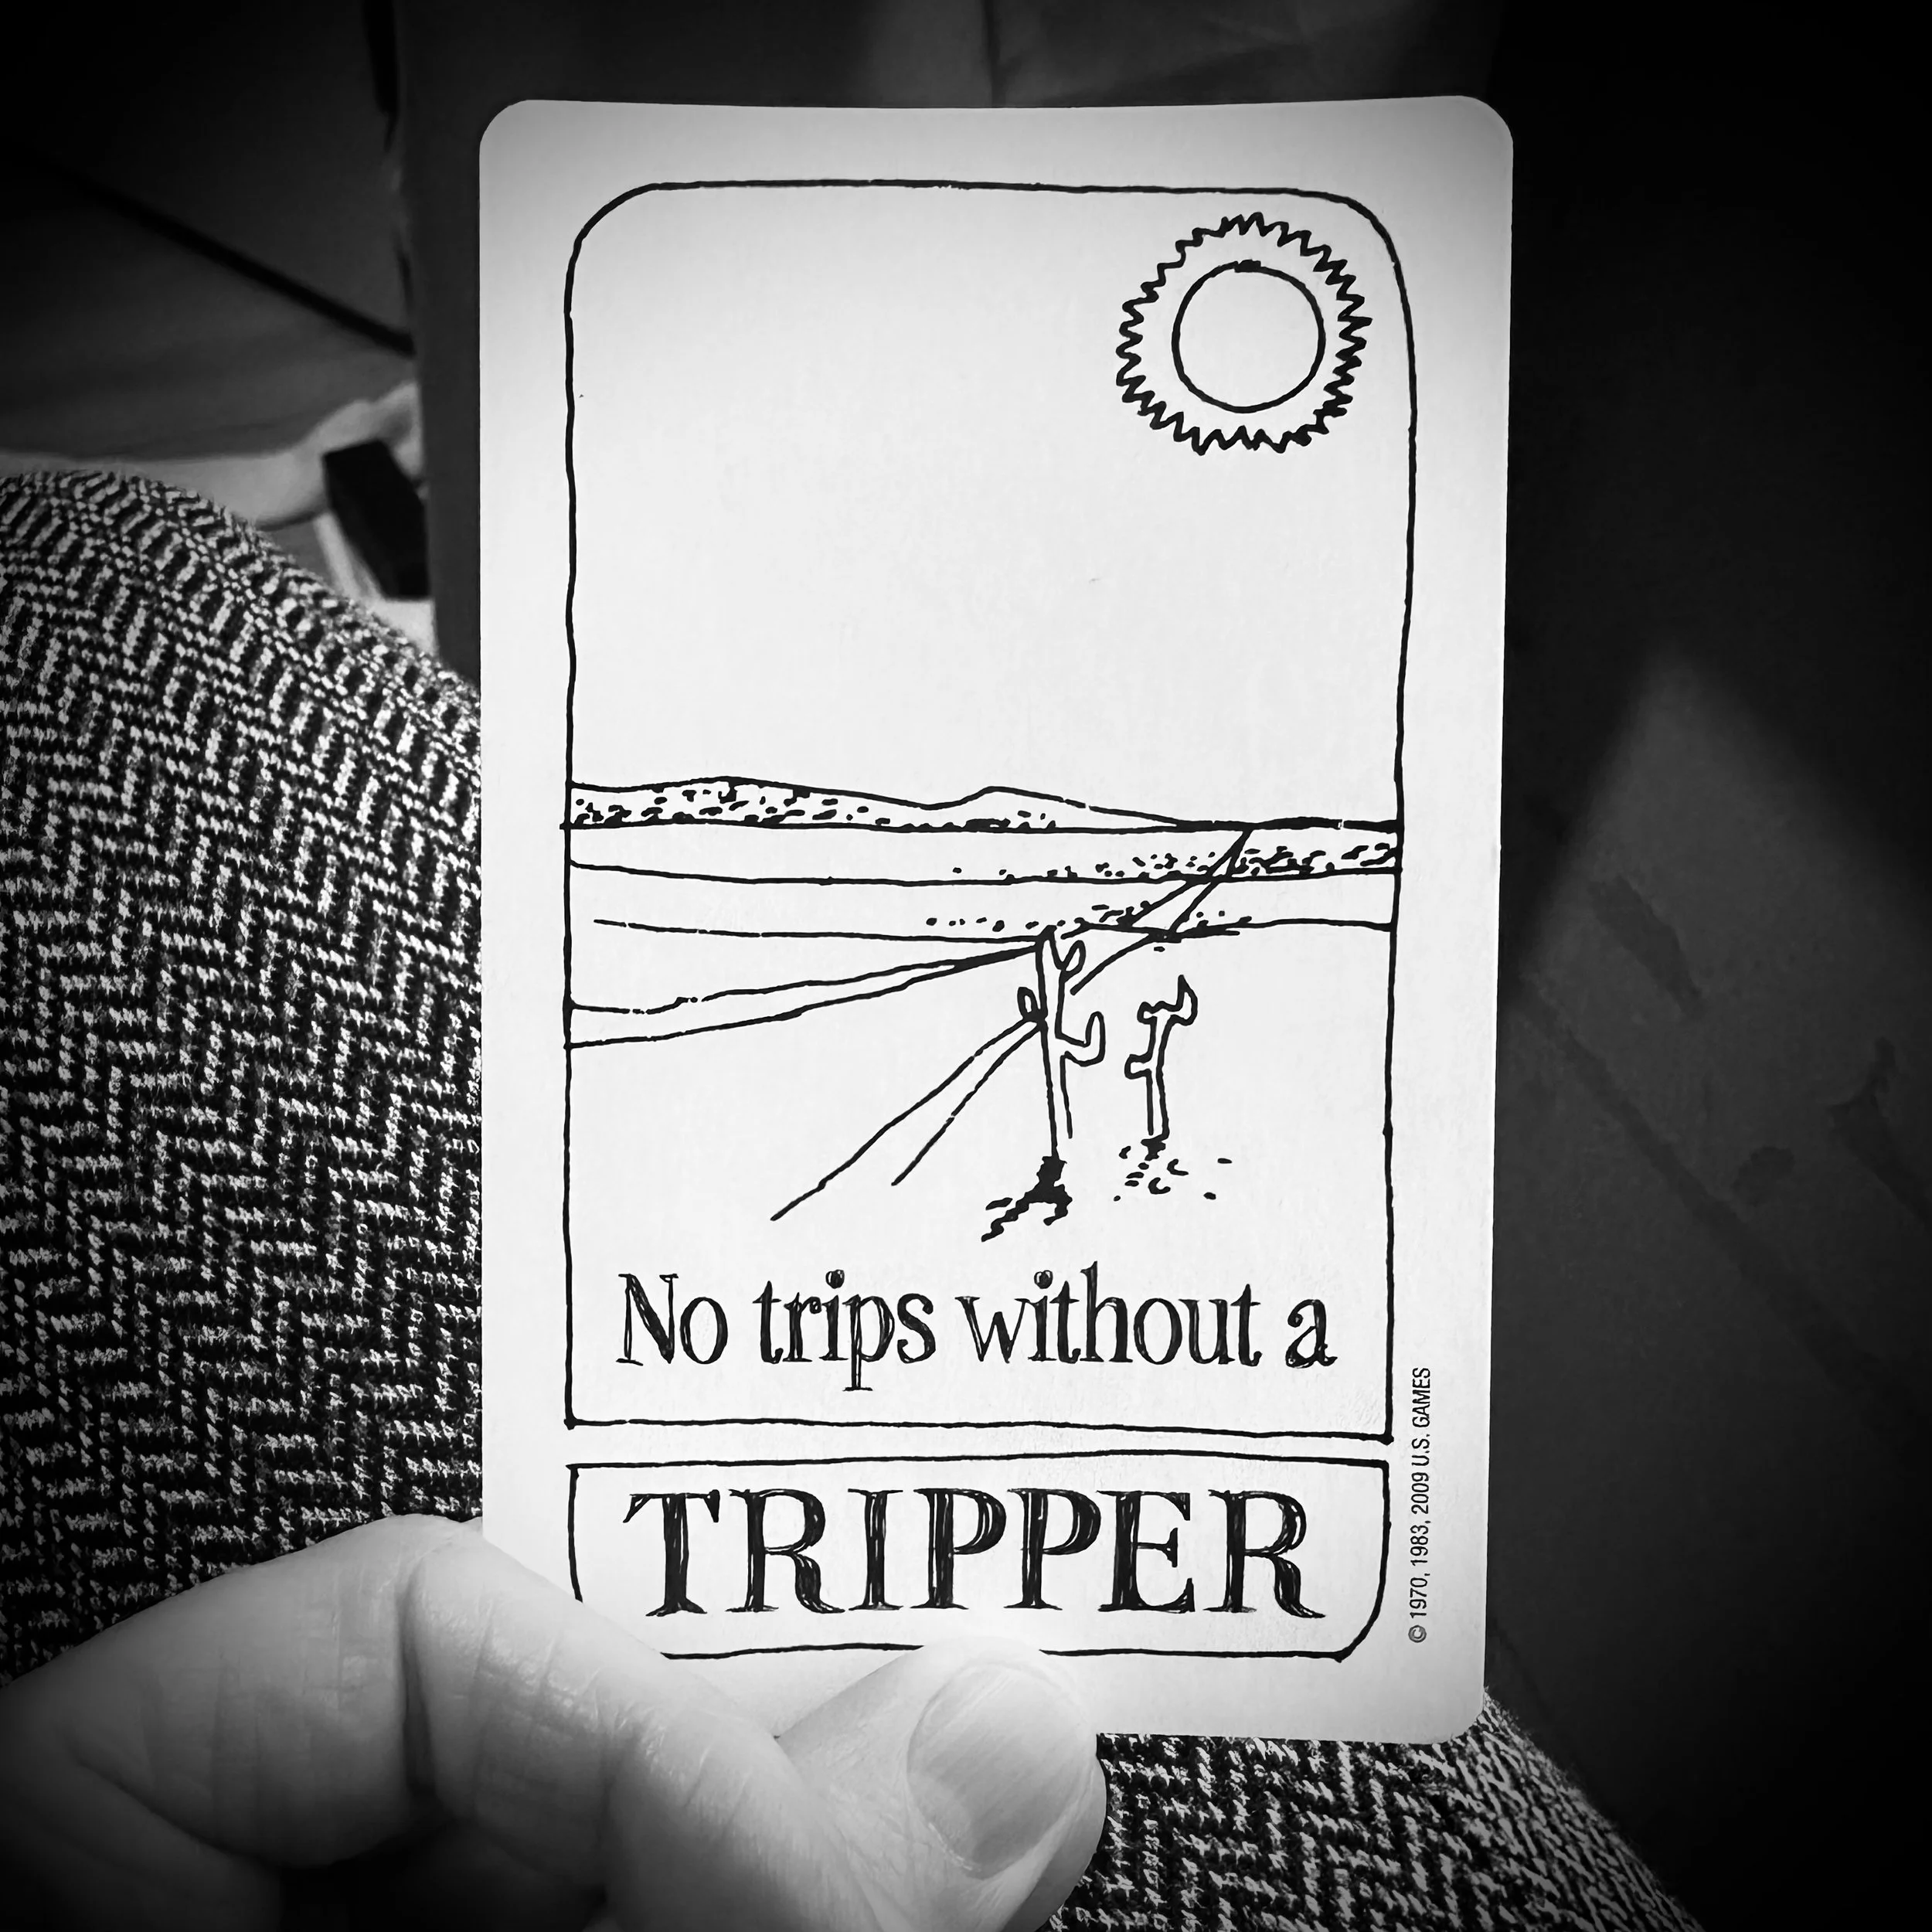 No trips without a
TRIPPER
© 1970, 1983, 2009 U.S. GAMES